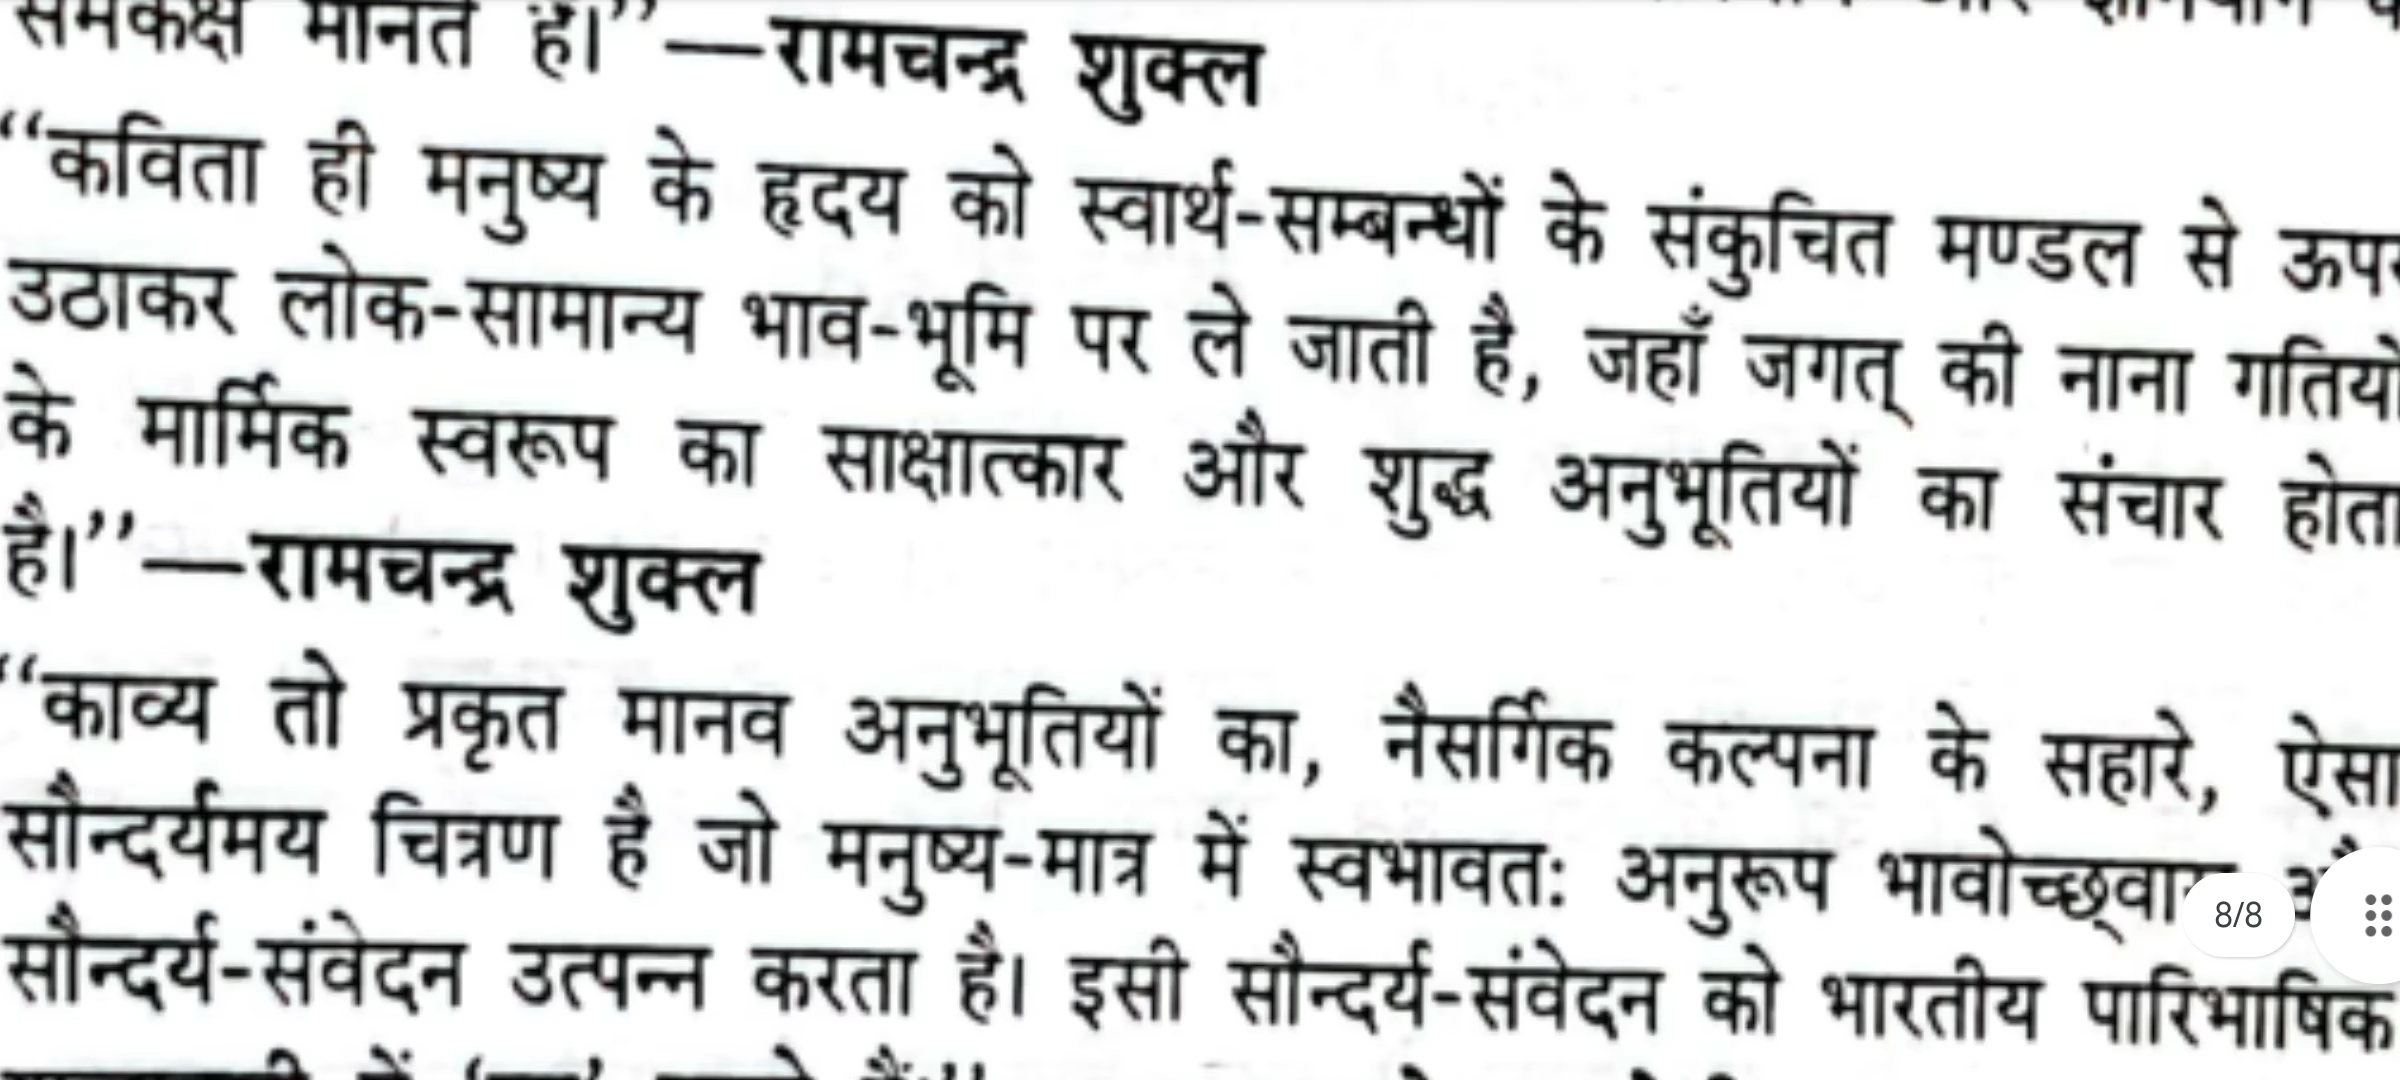 समकक्ष मानते हैं।’’—रामचन्द्र शुक्ल
‘‘कविता ही मनुष्य के हृदय को स्वार्थ-सम्बन्धों के संकुचित मण्डल से ऊपर
उठाकर लोक-सामान्य भाव-भूमि पर ले जाती है, जहाँ जगत् की नाना गतियों
के मार्मिक स्वरूप का साक्षात्कार और शुद्ध अनुभूतियों का संचार होता
है।’’—रामचन्द्र शुक्ल
‘‘काव्य तो प्रकृत मानव अनुभूतियों का, नैसर्गिक कल्पना के सहारे, ऐसा
सौन्दर्यमय चित्रण है जो मनुष्य-मात्र में स्वभावतः अनुरूप भावोच्छ्वास
8/8
सौन्दर्य-संवेदन उत्पन्न करता है। इसी सौन्दर्य-संवेदन को भारतीय पारिभाषिक